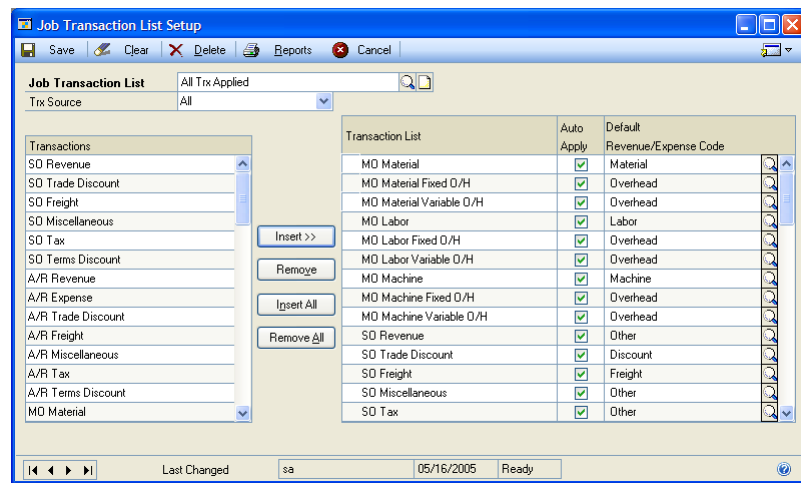 Job Transaction List Setup
Save Clear Delete Reports Cancel
Job Transaction List All Trx Applied
Trx Source All
Transactions
SO Revenue
SO Trade Discount
SO Freight
SO Miscellaneous
SO Tax
SO Terms Discount
A/R Revenue
A/R Expense
A/R Trade Discount
A/R Freight
A/R Miscellaneous
A/R Tax
A/R Terms Discount
MO Material
Insert >>
Remove
Insert All
Remove All
Transaction List Auto Apply Default Revenue/Expense Code
MO Material Material
MO Material Fixed O/H Overhead
MO Material Variable O/H Overhead
MO Labor Labor
MO Labor Fixed O/H Overhead
MO Labor Variable O/H Overhead
MO Machine Machine
MO Machine Fixed O/H Overhead
MO Machine Variable O/H Overhead
SO Revenue Other
SO Trade Discount Discount
SO Freight Freight
SO Miscellaneous Other
SO Tax Other
Last Changed sa 05/16/2005 Ready